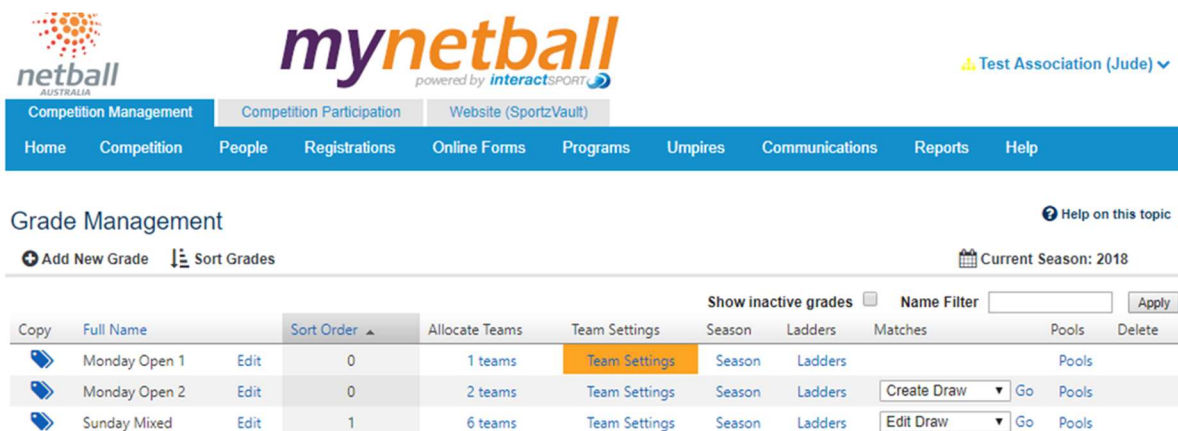 netball
AUSTRALIA
mynetball
powered by interactSPORT
Test Association (Jude)
Competition Management Competition Participation Website (SportzVault)
Home Competition People Registrations Online Forms Programs Umpires Communications Reports Help
Grade Management
Help on this topic
Add New Grade Sort Grades Current Season: 2018
Show inactive grades Name Filter Apply
Copy Full Name Sort Order Allocate Teams Team Settings Season Ladders Matches Pools Delete
Monday Open 1 Edit 0 1 teams Team Settings Season Ladders Pools
Monday Open 2 Edit 0 2 teams Team Settings Season Ladders Create Draw Go Pools
Sunday Mixed Edit 1 6 teams Team Settings Season Ladders Edit Draw Go Pools